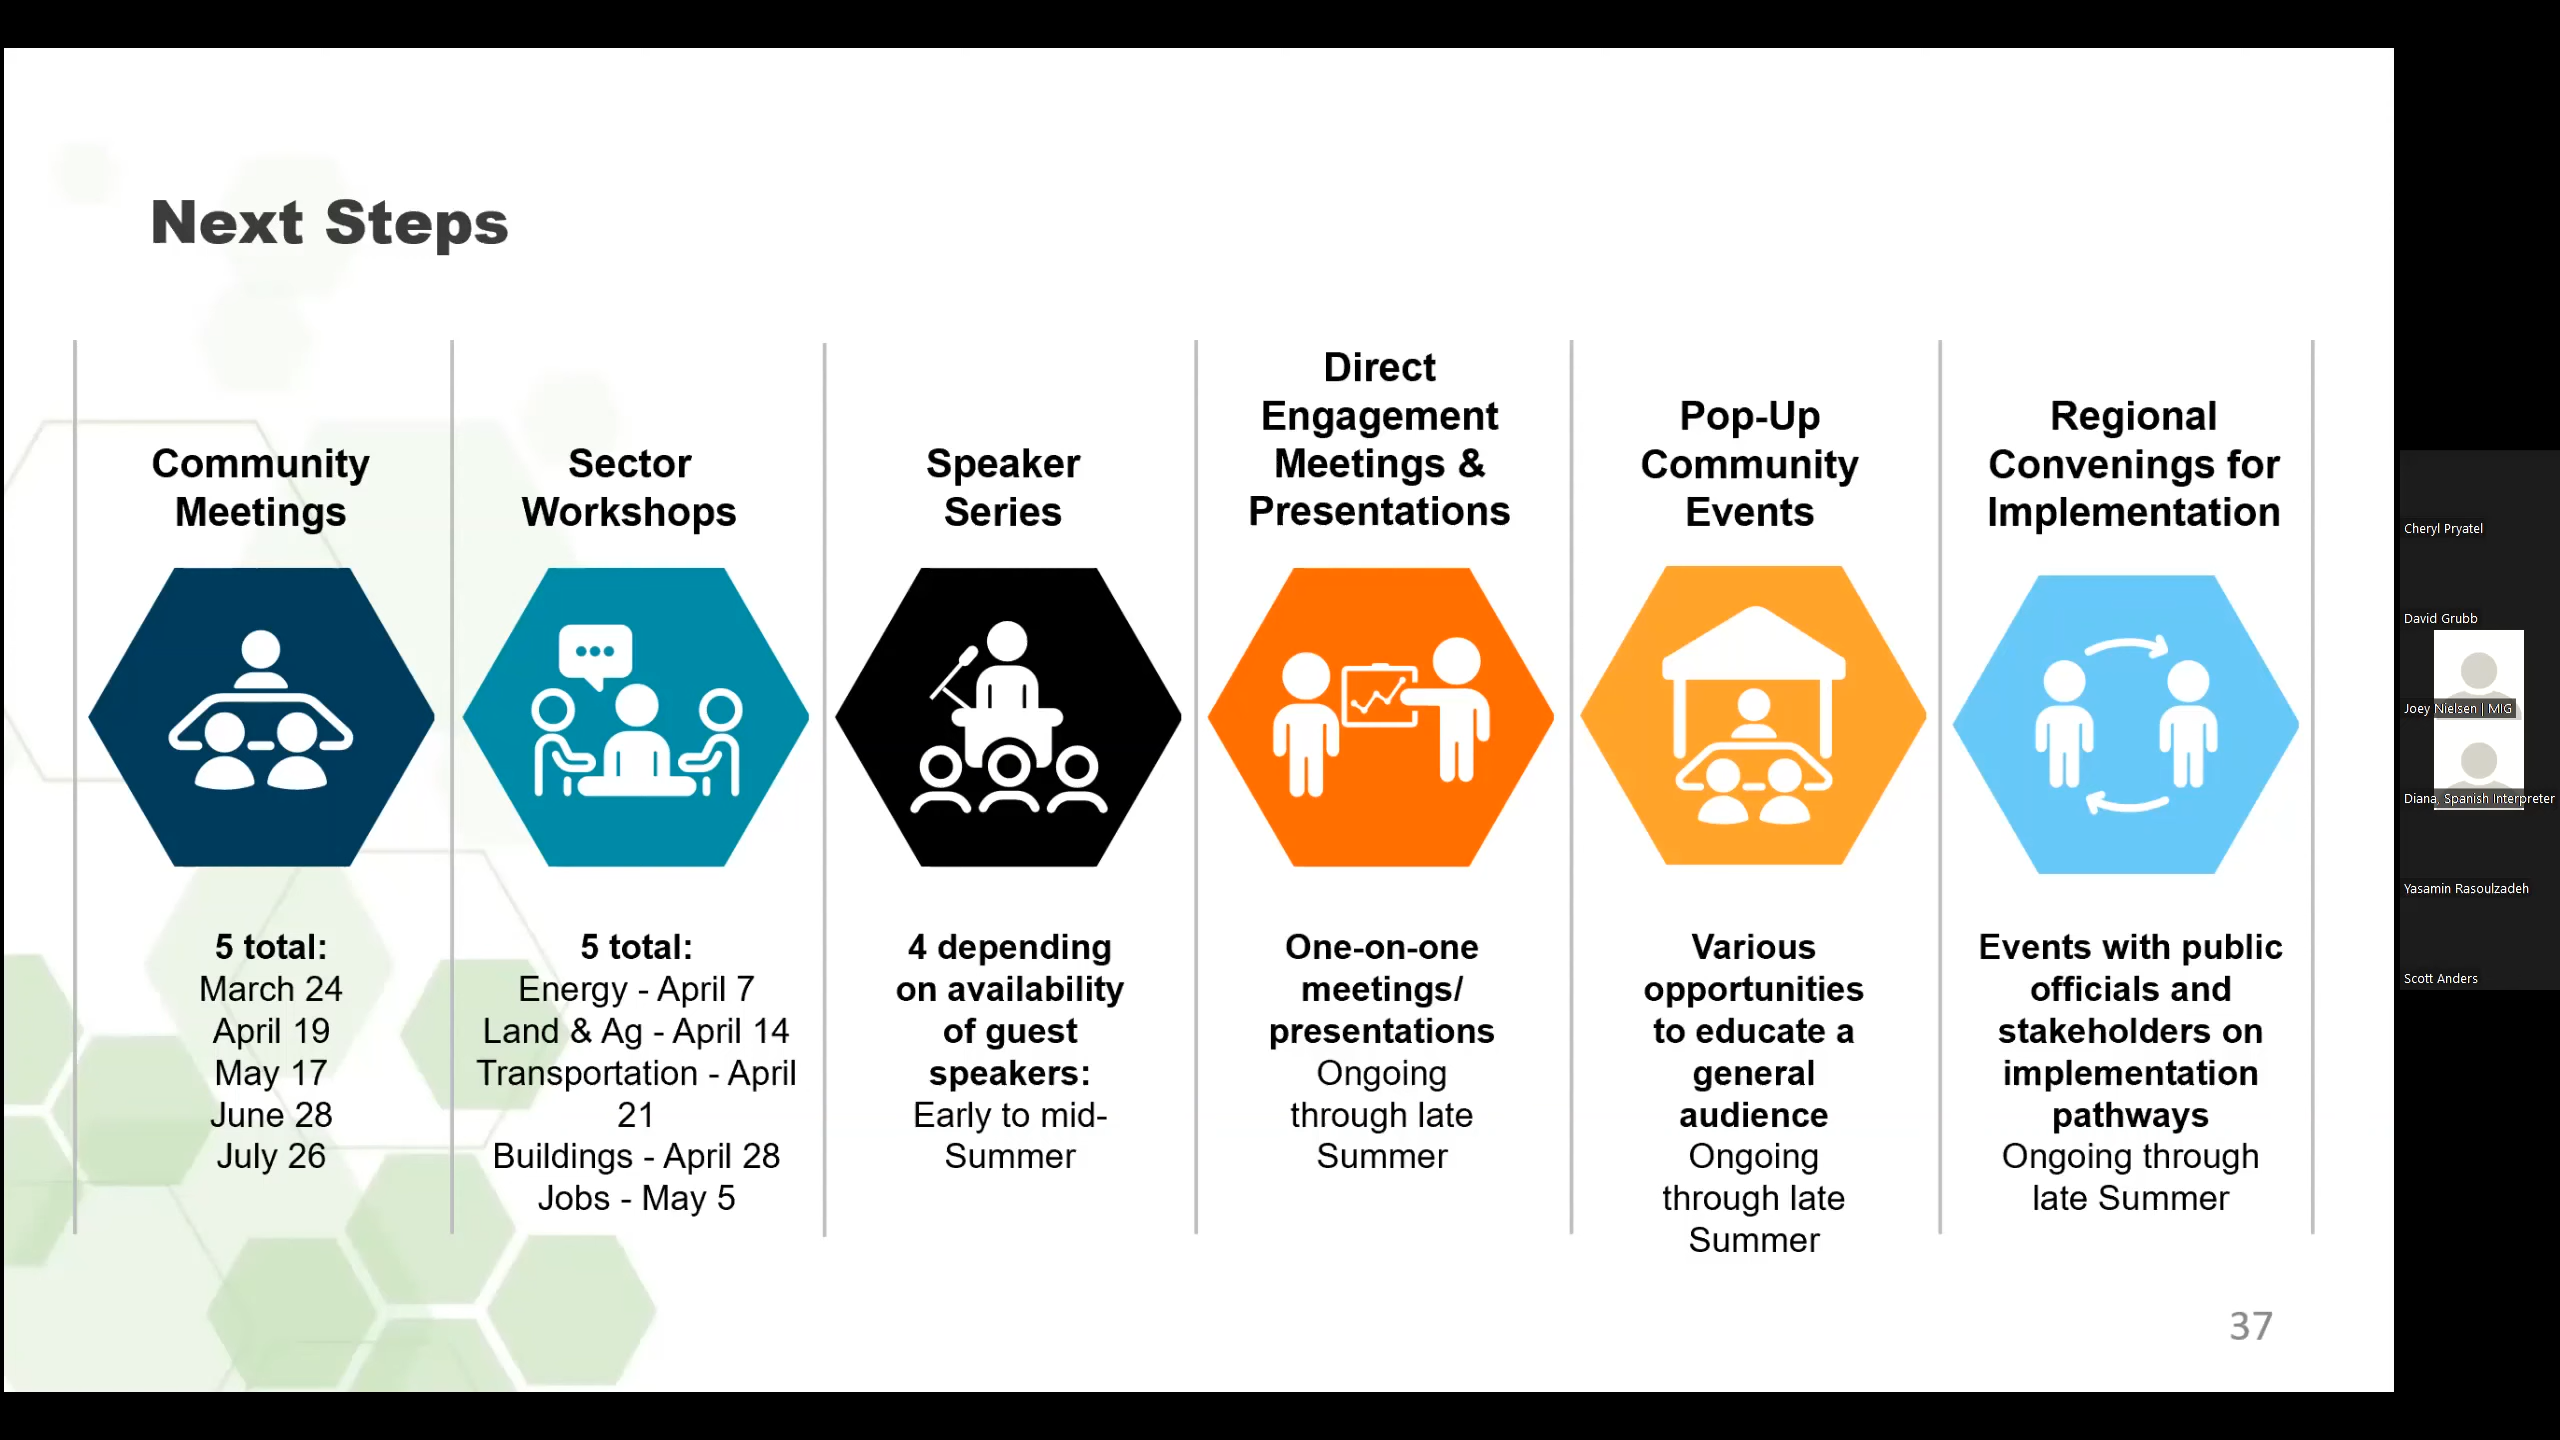 Next Steps
Community
Meetings
5 total:
March 24
April 19
May 17
June 28
July 26
Sector
Workshops
5 total:
Energy - April 7
Land & Ag - April 14
Transportation - April
21
Buildings - April 28
Jobs - May 5
Speaker
Series
4 depending
on availability
of guest
speakers:
Early to mid-
Summer
Direct
Engagement
Meetings &
Presentations
One-on-one
meetings/
presentations
Ongoing
through late
Summer
Pop-Up
Community
Events
Various
opportunities
to educate a
general
audience
Ongoing
through late
Summer
Regional
Convenings for
Implementation
Events with public
officials and
stakeholders on
implementation
pathways
Ongoing through
late Summer
37
Cheryl Pryatel
David Grubb
Joey Nielsen | MIG
Diana, Spanish Interpreter
Yasamin Rasoulzadeh
Scott Anders